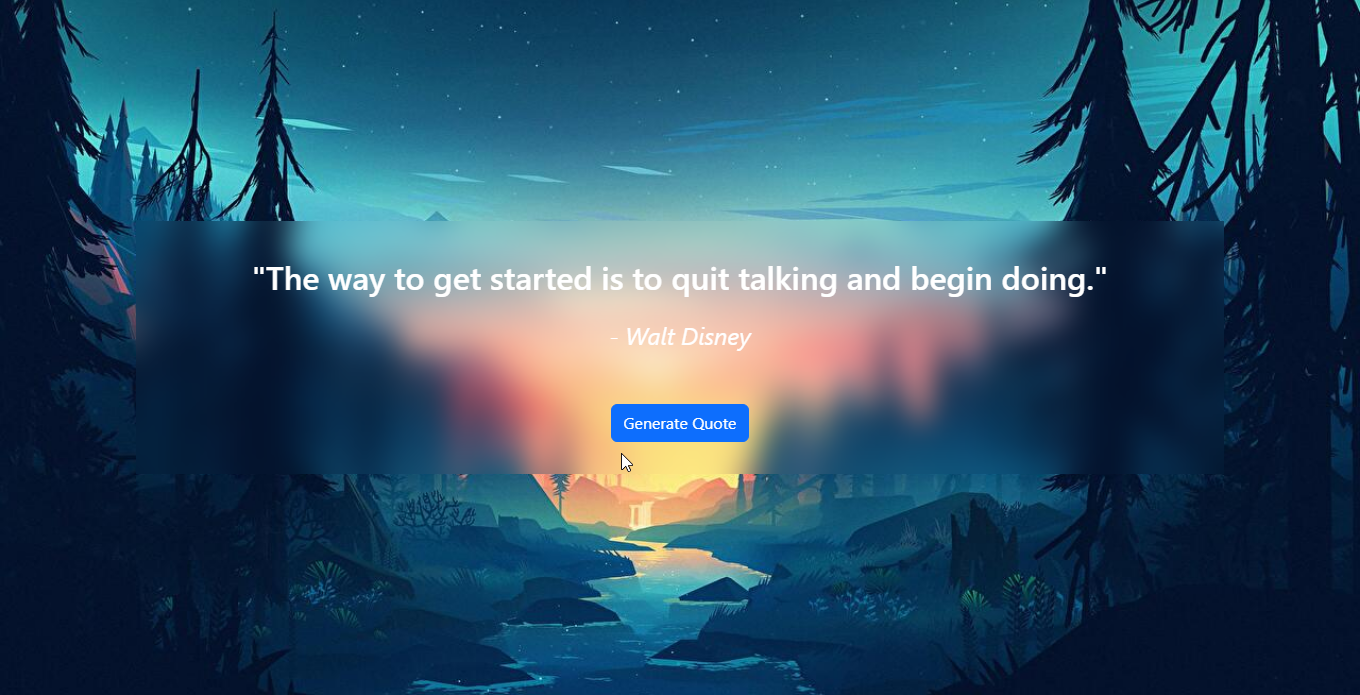 "The way to get started is to quit talking and begin doing."
- Walt Disney
Generate Quote